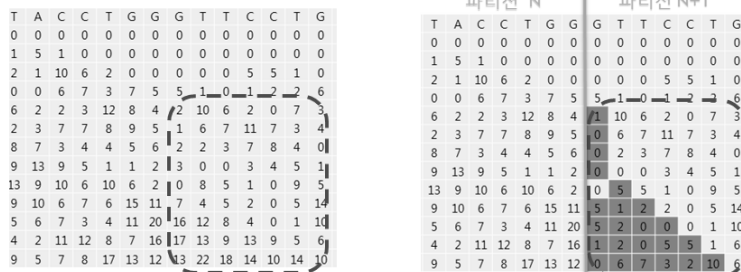 T A C C T G G G T T C C T G
0 0 0 0 0 0 0 0 0 0 0 0 0 0
1 5 1 0 0 0 0 0 0 0 0 0 0 0
2 1 10 6 2 0 0 0 0 0 5 5 1 0
0 0 6 7 3 7 5 5 1 0 1 2 2 6
6 2 2 3 12 8 4 2 10 6 2 0 7 3
2 3 7 7 8 9 5 1 6 7 11 7 3 4
8 7 3 4 4 5 6 2 2 3 7 8 4 0
9 13 9 5 1 1 2 3 0 0 3 4 5 1
13 9 10 6 10 6 2 0 8 5 1 0 9 5
9 10 6 7 6 15 11 7 4 5 2 0 5 14
5 6 7 3 4 11 20 16 12 8 4 0 1 10
4 2 11 12 8 7 16 17 13 9 13 9 5 6
9 5 7 8 17 13 12 13 22 18 14 10 14 10
파티션 N 파티션 N+1
T A C C T G G G T T C C T G
0 0 0 0 0 0 0 0 0 0 0 0 0 0
1 5 1 0 0 0 0 0 0 0 0 0 0 0
2 1 10 6 2 0 0 0 0 0 5 5 1 0
0 0 6 7 3 7 5 5 1 0 1 2 2 6
6 2 2 3 12 8 4 1 10 6 2 0 7 3
2 3 7 7 8 9 5 0 6 7 11 7 3 4
8 7 3 4 4 5 6 0 2 3 7 8 4 0
9 13 9 5 1 1 2 0 0 0 3 4 5 1
13 9 10 6 10 6 2 0 5 5 1 0 9 5
9 10 6 7 6 15 11 5 1 2 2 0 5 14
5 6 7 3 4 11 20 5 2 0 0 0 1 10
4 2 11 12 8 7 16 1 2 0 5 5 1 6
9 5 7 8 17 13 12 0 6 7 3 2 10 6